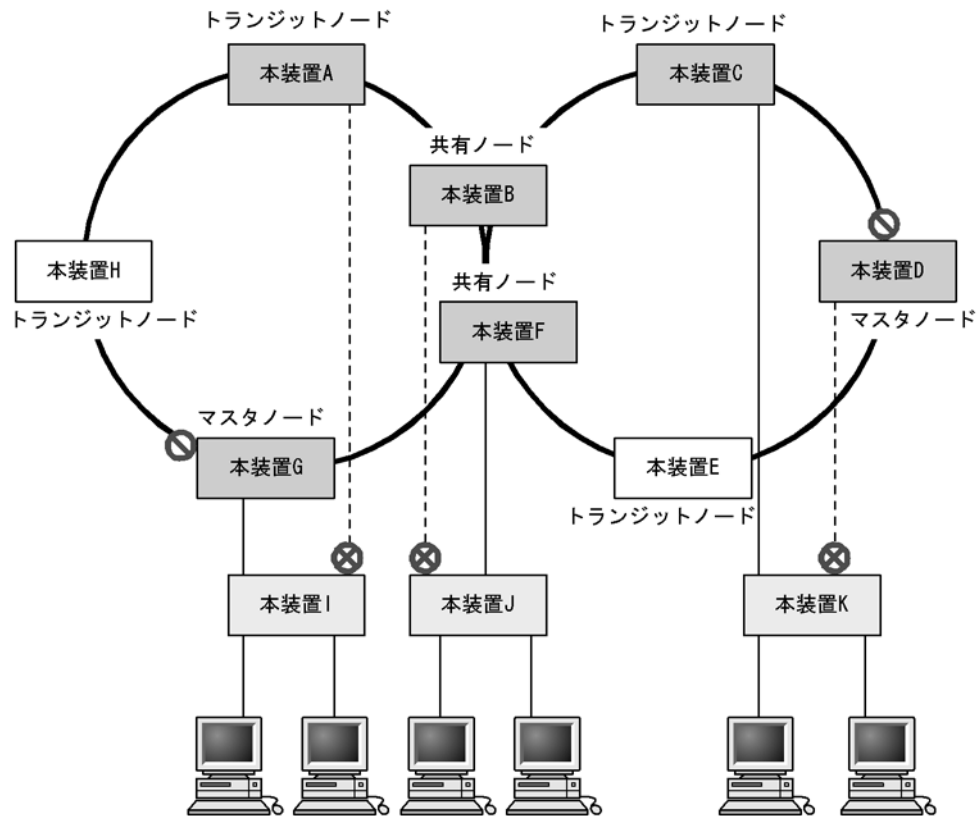 トランジットノード
本装置A
トランジットノード
本装置C
共有ノード
本装置B
本装置H
トランジットノード
共有ノード
本装置F
本装置D
マスタノード
マスタノード
本装置G
本装置E
トランジットノード
本装置I
本装置J
本装置K